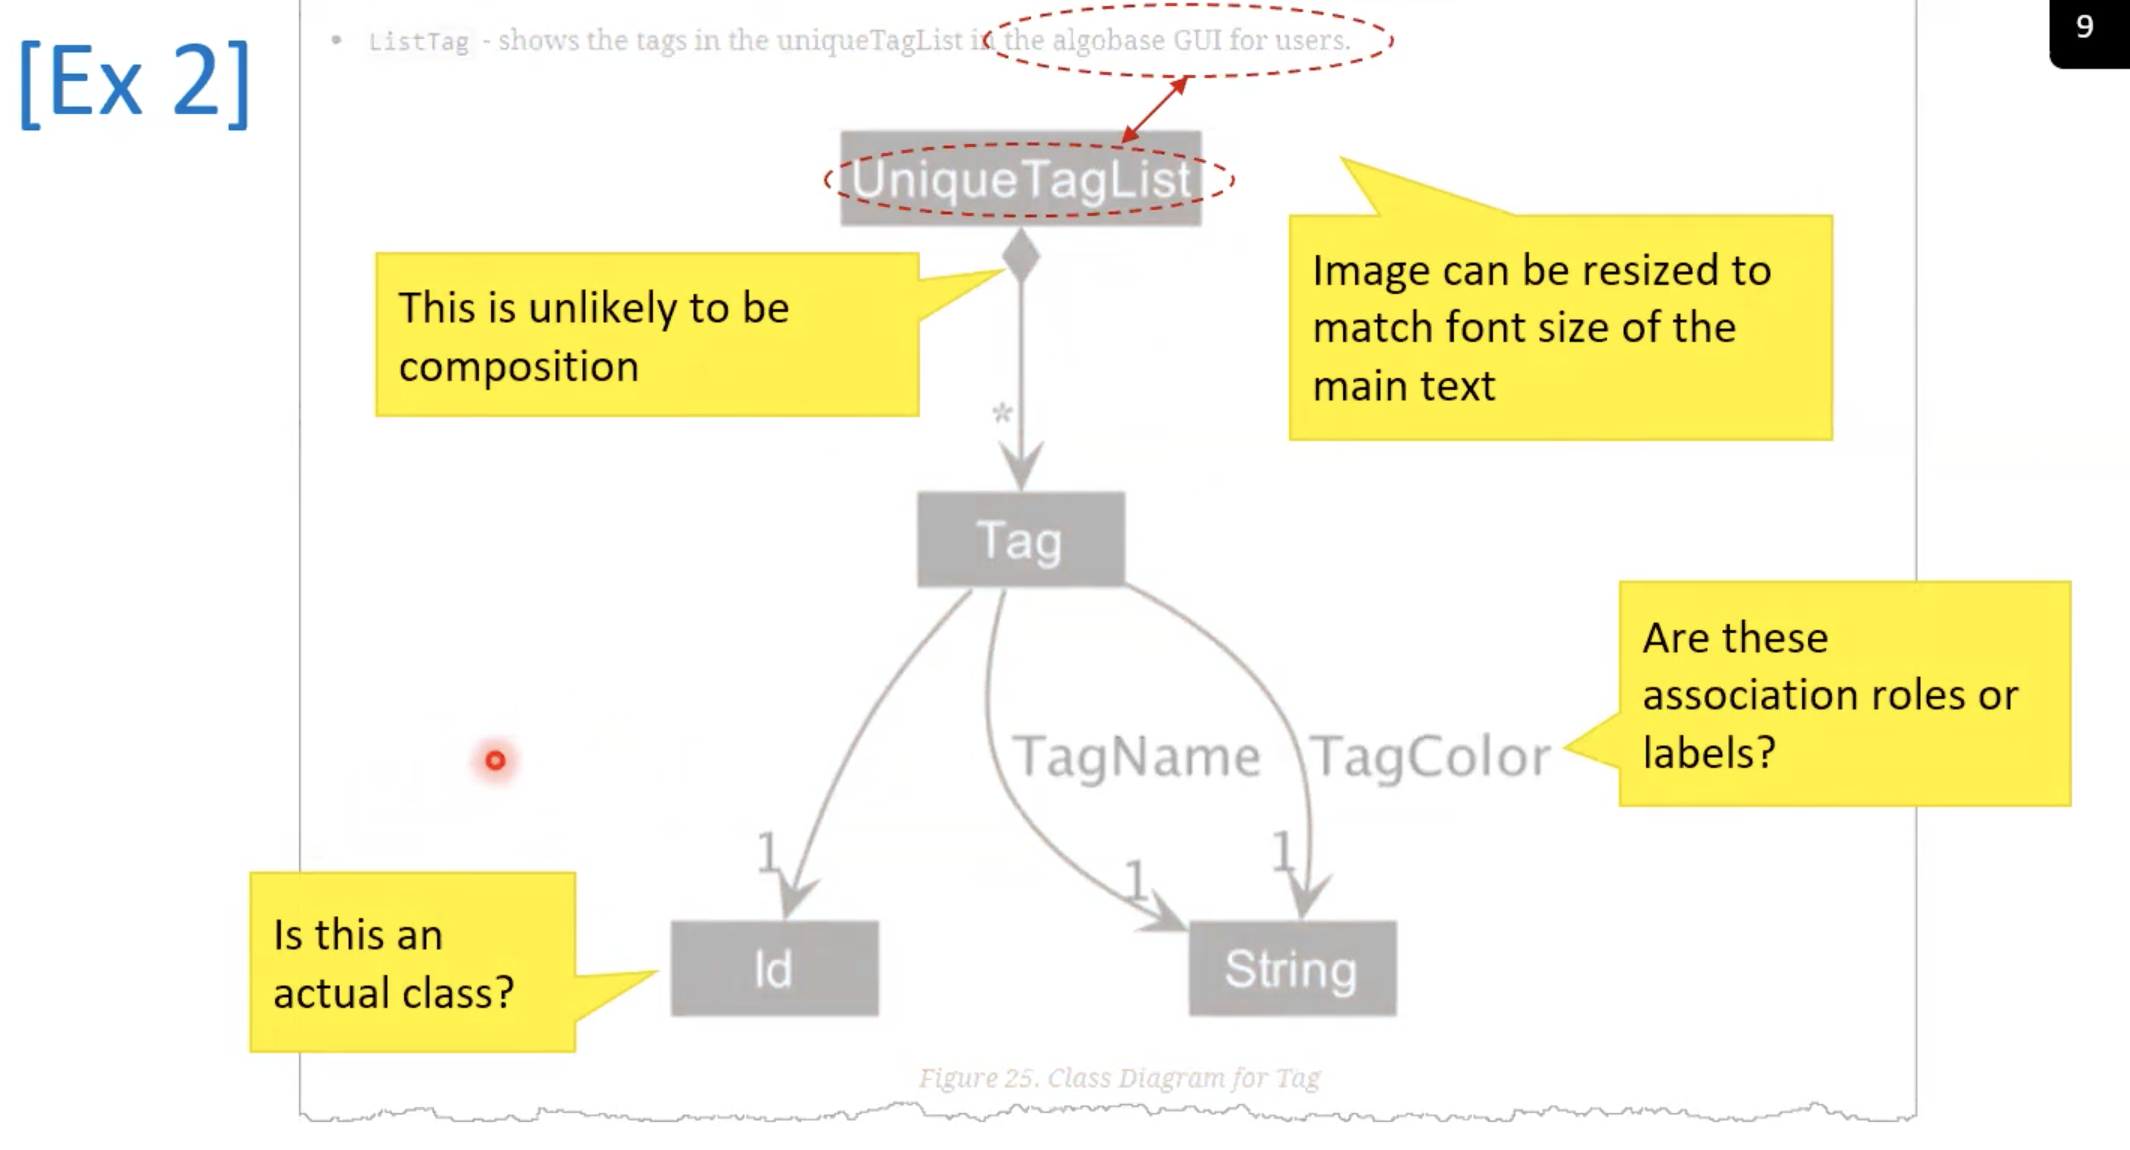 9
[Ex 2]
• ListTag - shows the tags in the uniqueTagList in the algobase GUI for users.
UniqueTagList
This is unlikely to be
composition
Image can be resized to
match font size of the
main text
*
Tag
Are these
association roles or
labels?
TagName TagColor
1
1
1
Is this an
actual class?
Id
String
Figure 25. Class Diagram for Tag